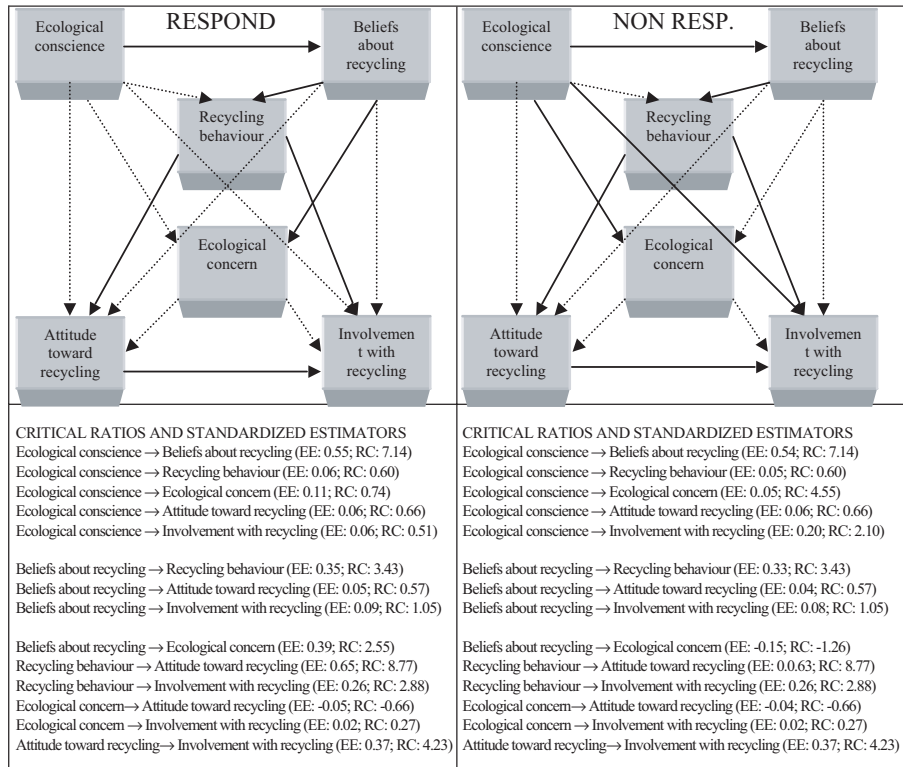 RESPOND
Ecological
conscience
Beliefs
about
recycling
Recycling
behaviour
Ecological
concern
Attitude
toward
recycling
Involvemen
t with
recycling
CRITICAL RATIOS AND STANDARDIZED ESTIMATORS
Ecological conscience → Beliefs about recycling (EE: 0.55; RC: 7.14)
Ecological conscience → Recycling behaviour (EE: 0.06; RC: 0.60)
Ecological conscience → Ecological concern (EE: 0.11; RC: 0.74)
Ecological conscience → Attitude toward recycling (EE: 0.06; RC: 0.66)
Ecological conscience → Involvement with recycling (EE: 0.06; RC: 0.51)
Beliefs about recycling → Recycling behaviour (EE: 0.35; RC: 3.43)
Beliefs about recycling → Attitude toward recycling (EE: 0.05; RC: 0.57)
Beliefs about recycling → Involvement with recycling (EE: 0.09; RC: 1.05)
Beliefs about recycling → Ecological concern (EE: 0.39; RC: 2.55)
Recycling behaviour → Attitude toward recycling (EE: 0.65; RC: 8.77)
Recycling behaviour → Involvement with recycling (EE: 0.26; RC: 2.88)
Ecological concern→ Attitude toward recycling (EE: -0.05; RC: -0.66)
Ecological concern → Involvement with recycling (EE: 0.02; RC: 0.27)
Attitude toward recycling→ Involvement with recycling (EE: 0.37; RC: 4.23)
NON RESP.
Ecological
conscience
Beliefs
about
recycling
Recycling
behaviour
Ecological
concern
Attitude
toward
recycling
Involvemen
t with
recycling
CRITICAL RATIOS AND STANDARDIZED ESTIMATORS
Ecological conscience → Beliefs about recycling (EE: 0.54; RC: 7.14)
Ecological conscience → Recycling behaviour (EE: 0.05; RC: 0.60)
Ecological conscience → Ecological concern (EE: 0..05; RC: 4.55)
Ecological conscience → Attitude toward recycling (EE: 0.06; RC: 0.66)
Ecological conscience → Involvement with recycling (EE: 0.20; RC: 2.10)
Beliefs about recycling → Recycling behaviour (EE: 0.33; RC: 3.43)
Beliefs about recycling → Attitude toward recycling (EE: 0.04; RC: 0.57)
Beliefs about recycling → Involvement with recycling (EE: 0.08; RC: 1.05)
Beliefs about recycling → Ecological concern (EE: -0.15; RC: -1.26)
Recycling behaviour → Attitude toward recycling (EE: 0.0.63; RC: 8.77)
Recycling behaviour → Involvement with recycling (EE: 0.26; RC: 2.88)
Ecological concern→ Attitude toward recycling (EE: -0.04; RC: -0.66)
Ecological concern → Involvement with recycling (EE: 0.02; RC: 0.27)
Attitude toward recycling→ Involvement with recycling (EE: 0.37; RC: 4.23)